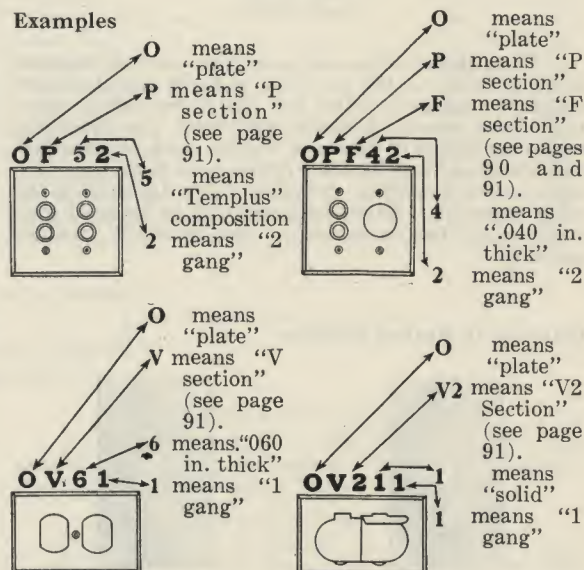 Examples
O means
"plate"
P means "P
section"
(see page
91).
O P 5 2
5
means
"Templus"
composition
2 means "2
gang"
O means
"plate"
P means "P
section"
F means "F
section"
(see pages
90 and
91).
O P F 4 2
4
means
".040 in.
thick"
2 means "2
gang"
O means
"plate"
V means "V
section"
(see page
91).
6 means."060
in. thick"
O V 6 1
1 means "1
gang"
O means
"plate"
V2 means "V2
Section"
(see page
91).
O V 2 1 1
1
means
"solid"
1 means "1
gang"